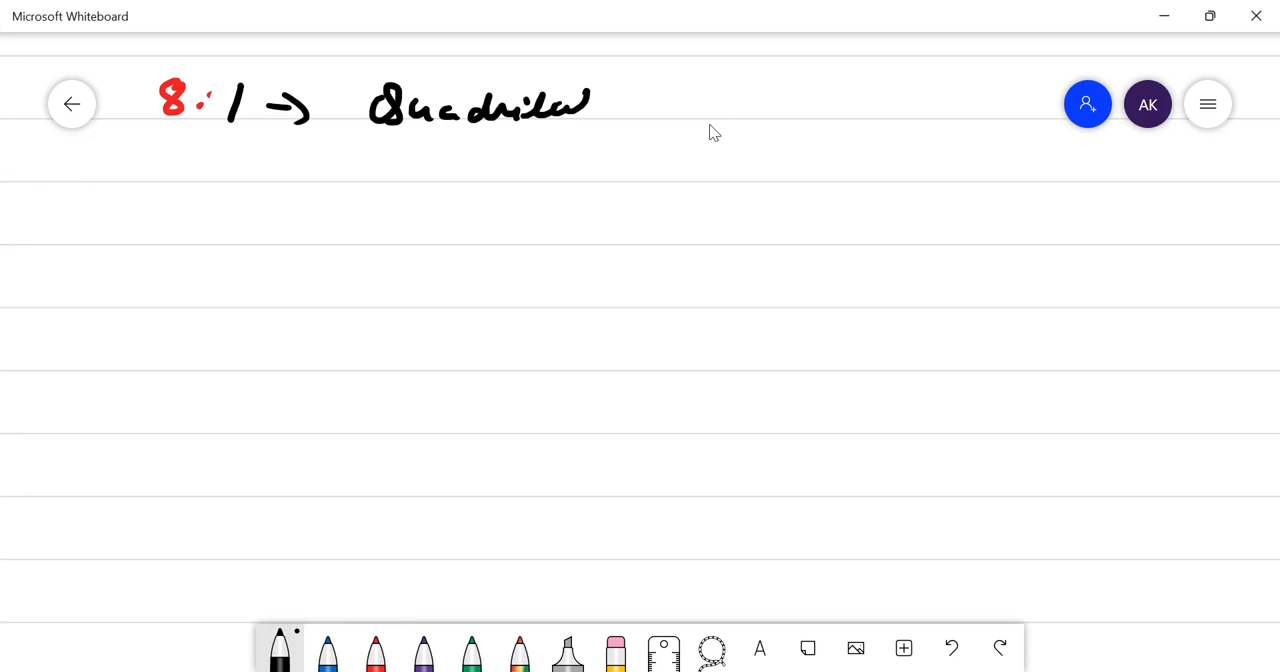 Microsoft Whiteboard
8. 1 → Quadrilat
AK
A